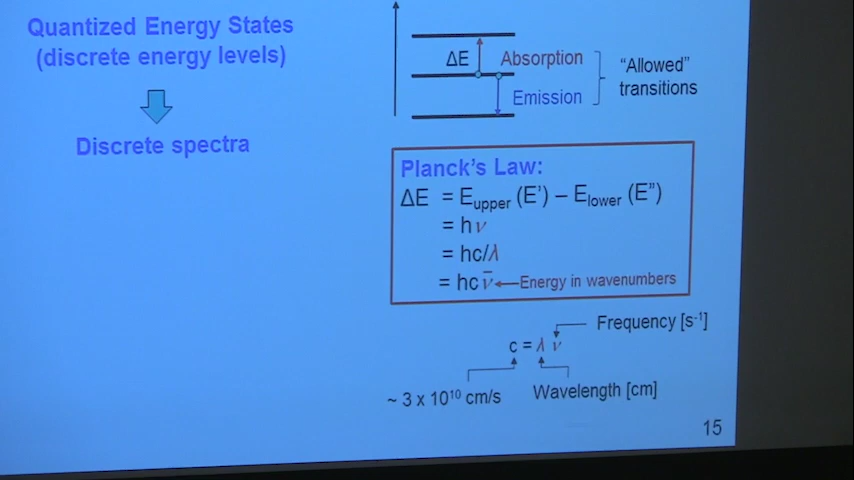 Quantized Energy States
(discrete energy levels)
Discrete spectra
ΔE
Absorption
Emission
“Allowed”
transitions
Planck’s Law:
ΔE = E_upper (E’) – E_lower (E”)
= hν
= hc/λ
= hc ν̄ ←Energy in wavenumbers
Frequency [s⁻¹]
c = λ ν
~ 3 x 10¹⁰ cm/s
Wavelength [cm]
15